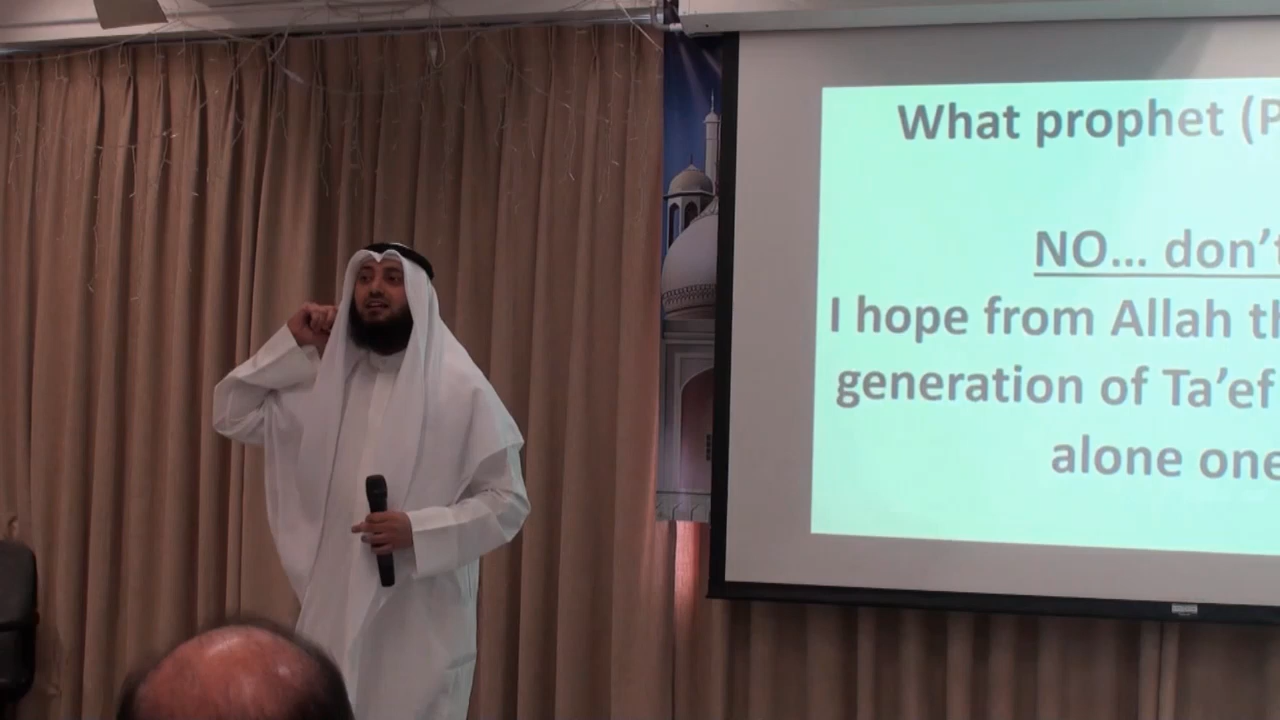 What prophet (P
NO... don't
I hope from Allah th
generation of Ta'ef
alone one